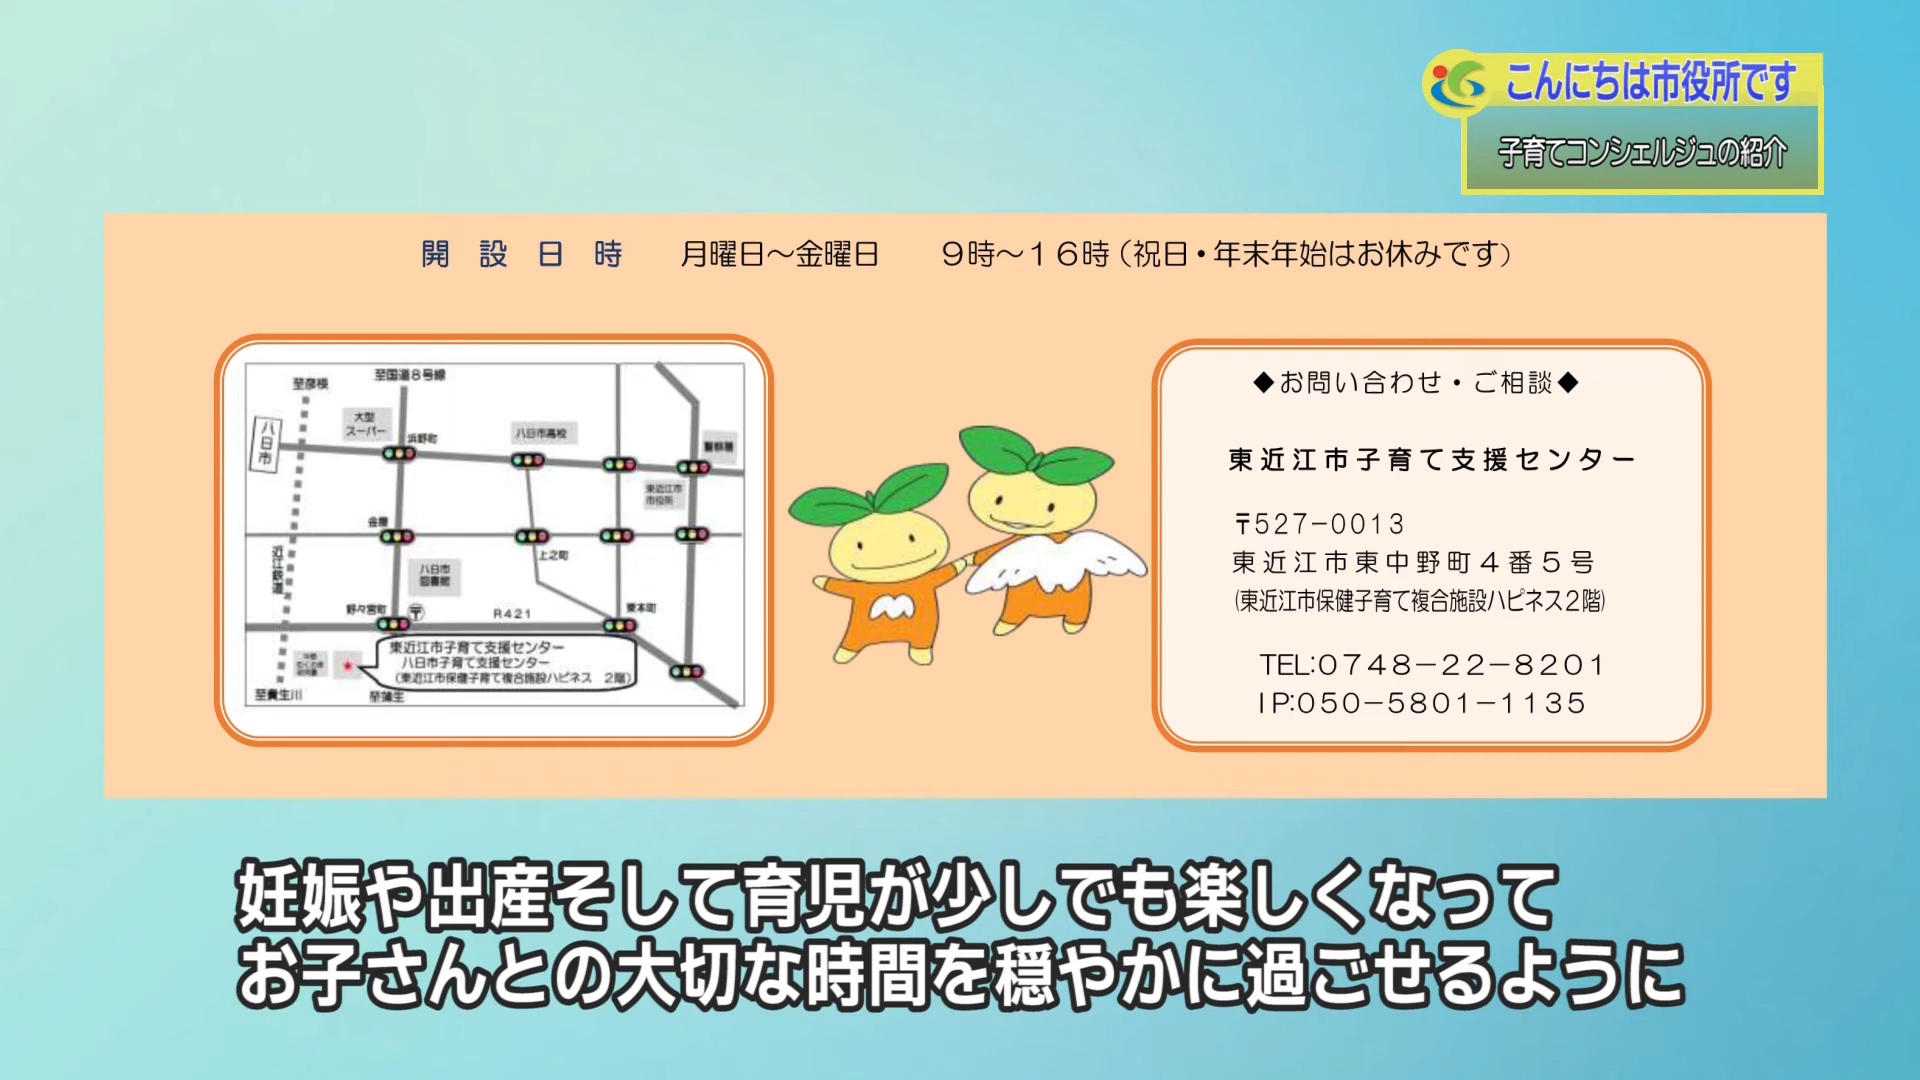 こんにちは市役所です
子育てコンシェルジュの紹介
開設日時 月曜日～金曜日 9時～16時（祝日・年末年始はお休みです）
至彦根
至国道8号線
八日市
大型
スーパー
浜野町
八日市高校
警察署
東近江市
市役所
金屋
上之町
近江鉄道
八日市
図書館
野々宮町
〒
R421
東本町
東近江市子育て支援センター
八日市子育て支援センター
（東近江市保健子育て複合施設ハピネス 2階）
至貴生川
至蒲生
◆お問い合わせ・ご相談◆
東近江市子育て支援センター
〒527-0013
東近江市東中野町4番5号
（東近江市保健子育て複合施設ハピネス2階）
TEL:0748-22-8201
IP:050-5801-1135
妊娠や出産そして育児が少しでも楽しくなって
お子さんとの大切な時間を穏やかに過ごせるように